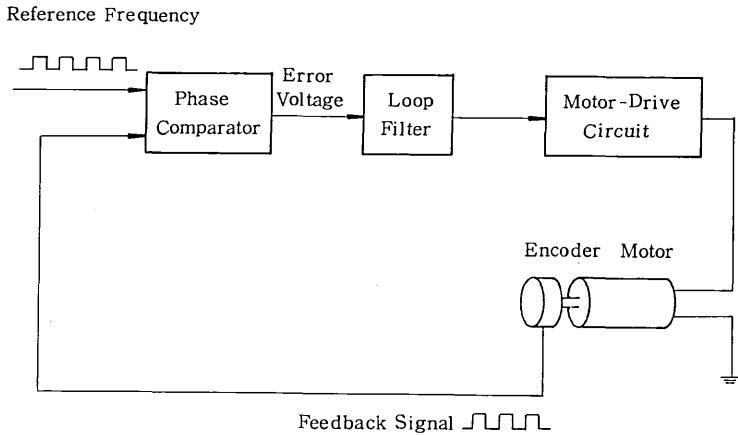 Reference Frequency
Phase
Comparator
Error
Voltage
Loop
Filter
Motor-Drive
Circuit
Encoder Motor
Feedback Signal